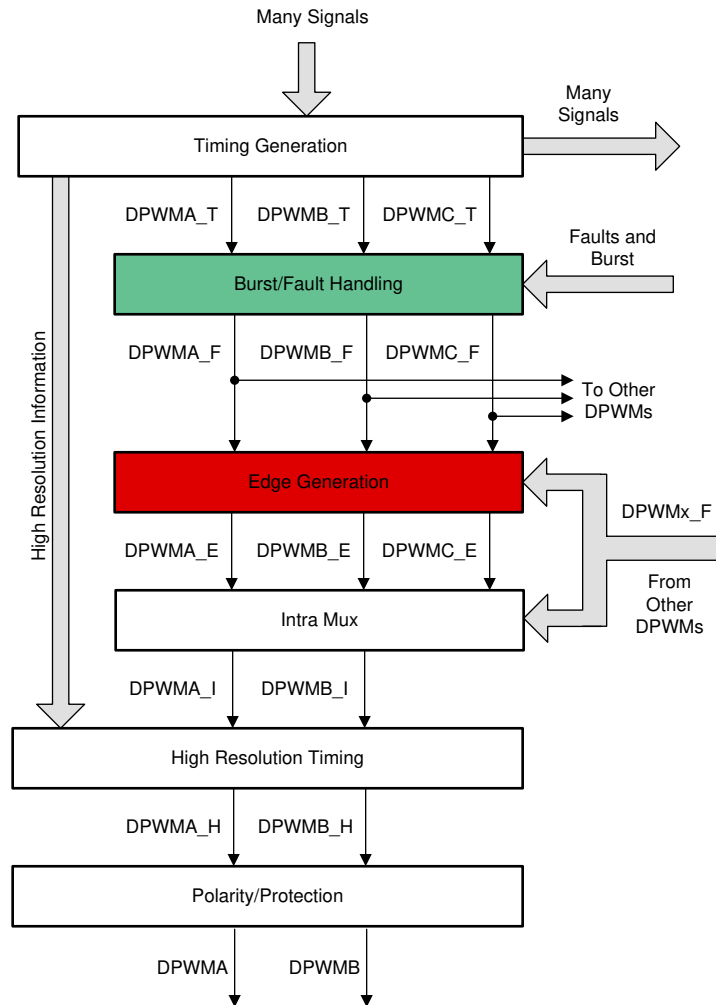 Many Signals
Many
Signals
Timing Generation
DPWMA_T
DPWMB_T
DPWMC_T
Faults and
Burst
Burst/Fault Handling
DPWMA_F
DPWMB_F
DPWMC_F
To Other
DPWMs
High Resolution Information
Edge Generation
DPWMx_F
DPWMA_E
DPWMB_E
DPWMC_E
From
Other
DPWMs
Intra Mux
DPWMA_I
DPWMB_I
High Resolution Timing
DPWMA_H
DPWMB_H
Polarity/Protection
DPWMA
DPWMB